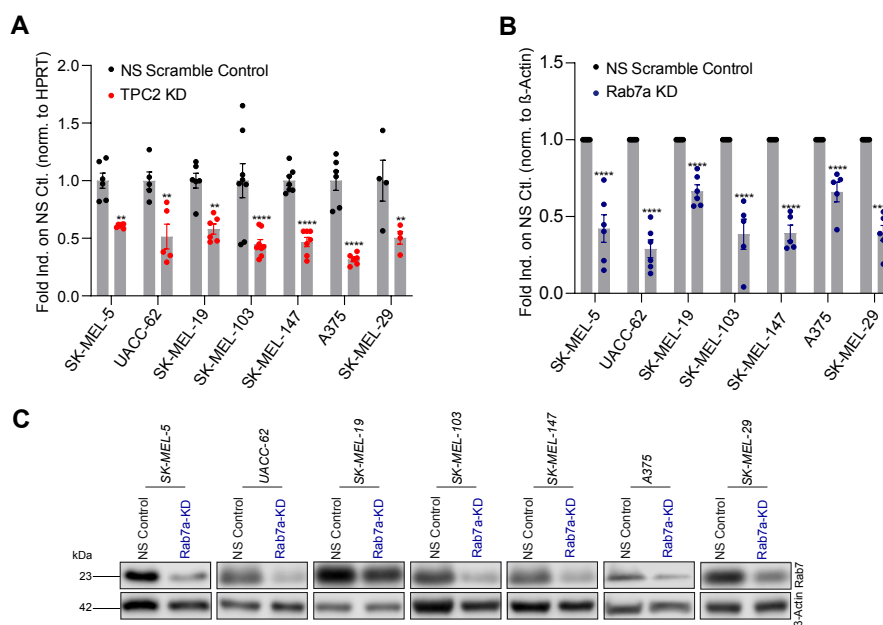 A
Fold Ind. on NS Ctl. (norm. to HPRT)
2.0
1.5
1.0
0.5
0.0
NS Scramble Control
TPC2 KD
** ** ** **** **** **** **
SK-MEL-5 UACC-62 SK-MEL-19 SK-MEL-103 SK-MEL-147 A375 SK-MEL-29
B
Fold Ind. on NS Ctl. (norm. to ß-Actin)
1.5
1.0
0.5
0.0
NS Scramble Control
Rab7a KD
**** **** **** **** **** ****
SK-MEL-5 UACC-62 SK-MEL-19 SK-MEL-103 SK-MEL-147 A375 SK-MEL-29
C
SK-MEL-5 UACC-62 SK-MEL-19 SK-MEL-103 SK-MEL-147 A375 SK-MEL-29
NS Control Rab7a-KD NS Control Rab7a-KD NS Control Rab7a-KD NS Control Rab7a-KD NS Control Rab7a-KD NS Control Rab7a-KD NS Control Rab7a-KD
kDa
23
Rab7
42
ß-Actin